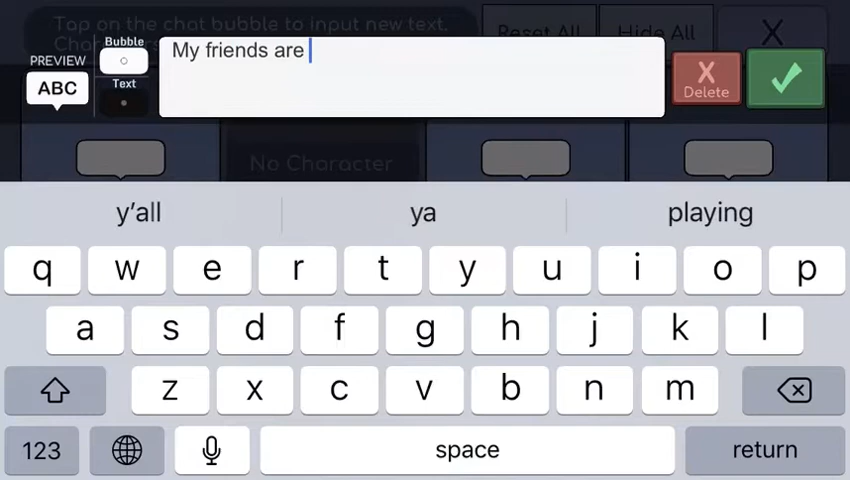 Tap on the chat bubble to input new text.
Reset All
Hide All
X
Bubble
PREVIEW
ABC
Text
My friends are
X
Delete
No Character
y'all
ya
playing
q w e r t y u i o p
a s d f g h j k l
z x c v b n m
123
space
return